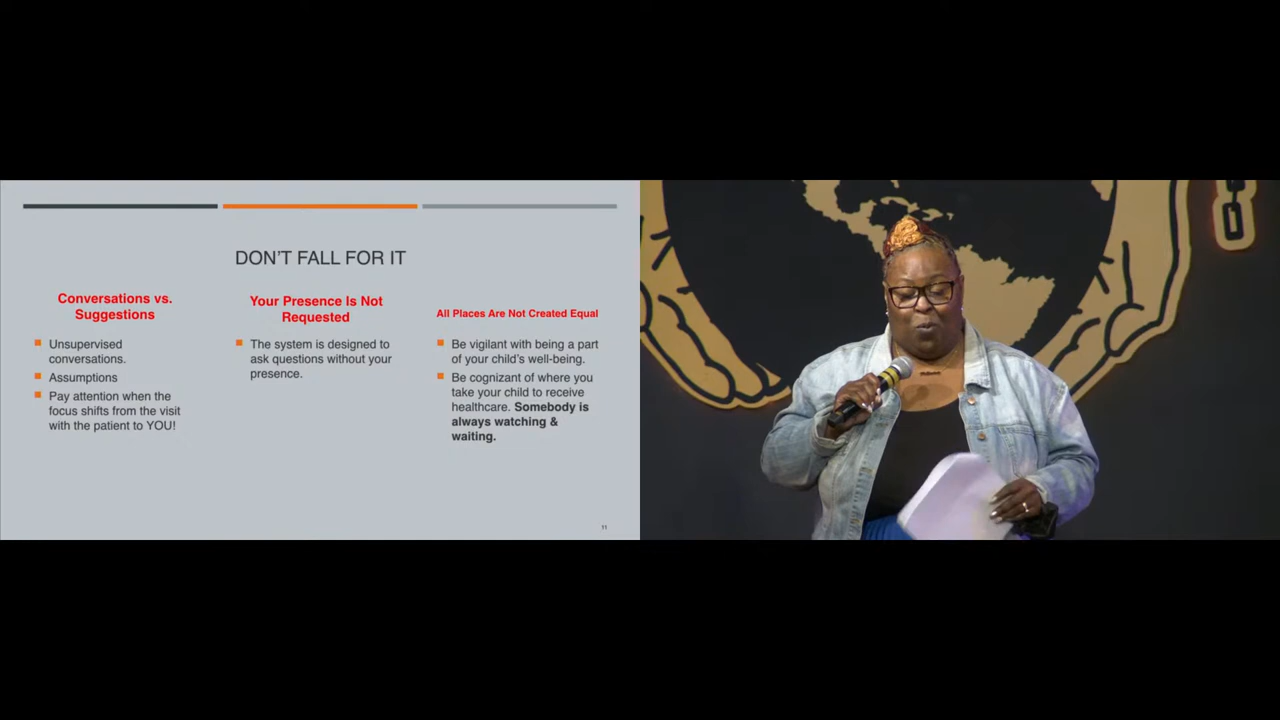 DON'T FALL FOR IT
Conversations vs.
Suggestions
Unsupervised
conversations.
Assumptions
Pay attention when the
focus shifts from the visit
with the patient to YOU!
Your Presence Is Not
Requested
The system is designed to
ask questions without your
presence.
All Places Are Not Created Equal
Be vigilant with being a part
of your child's well-being.
Be cognizant of where you
take your child to receive
healthcare. Somebody is
always watching &
waiting.
11